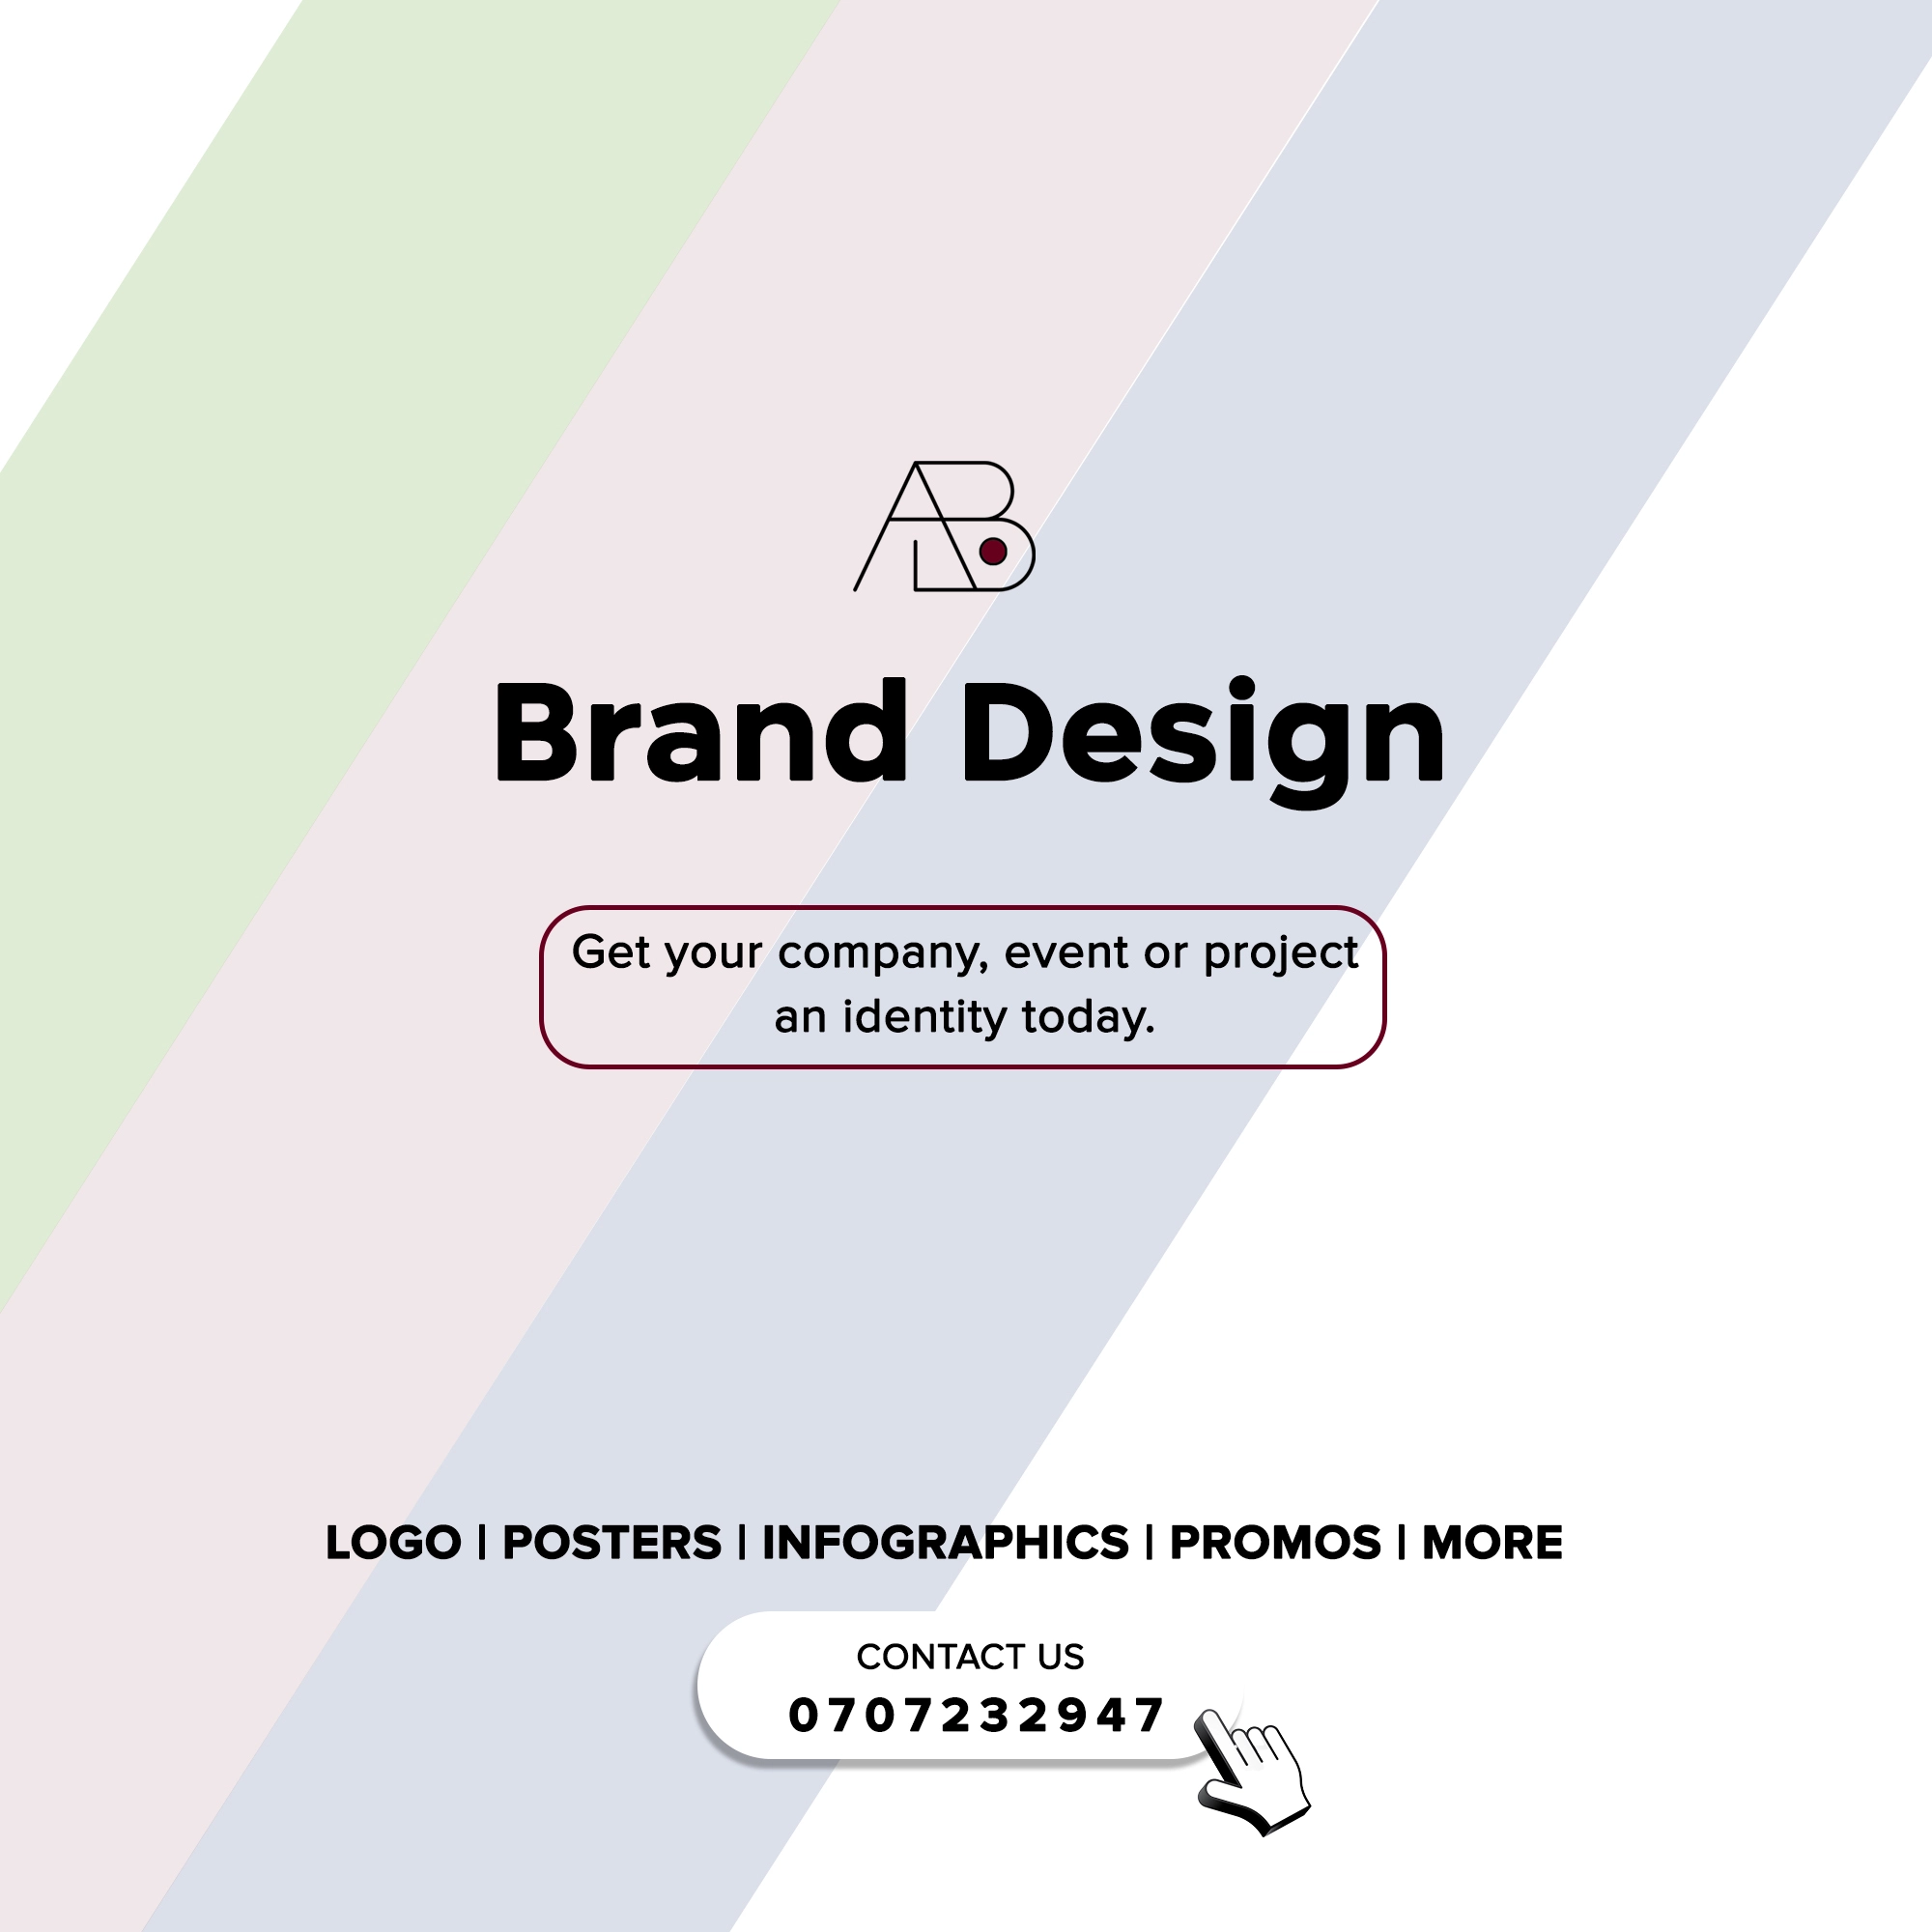 AB
Brand Design
Get your company, event or project
an identity today.
LOGO | POSTERS | INFOGRAPHICS | PROMOS | MORE
CONTACT US
0707232947